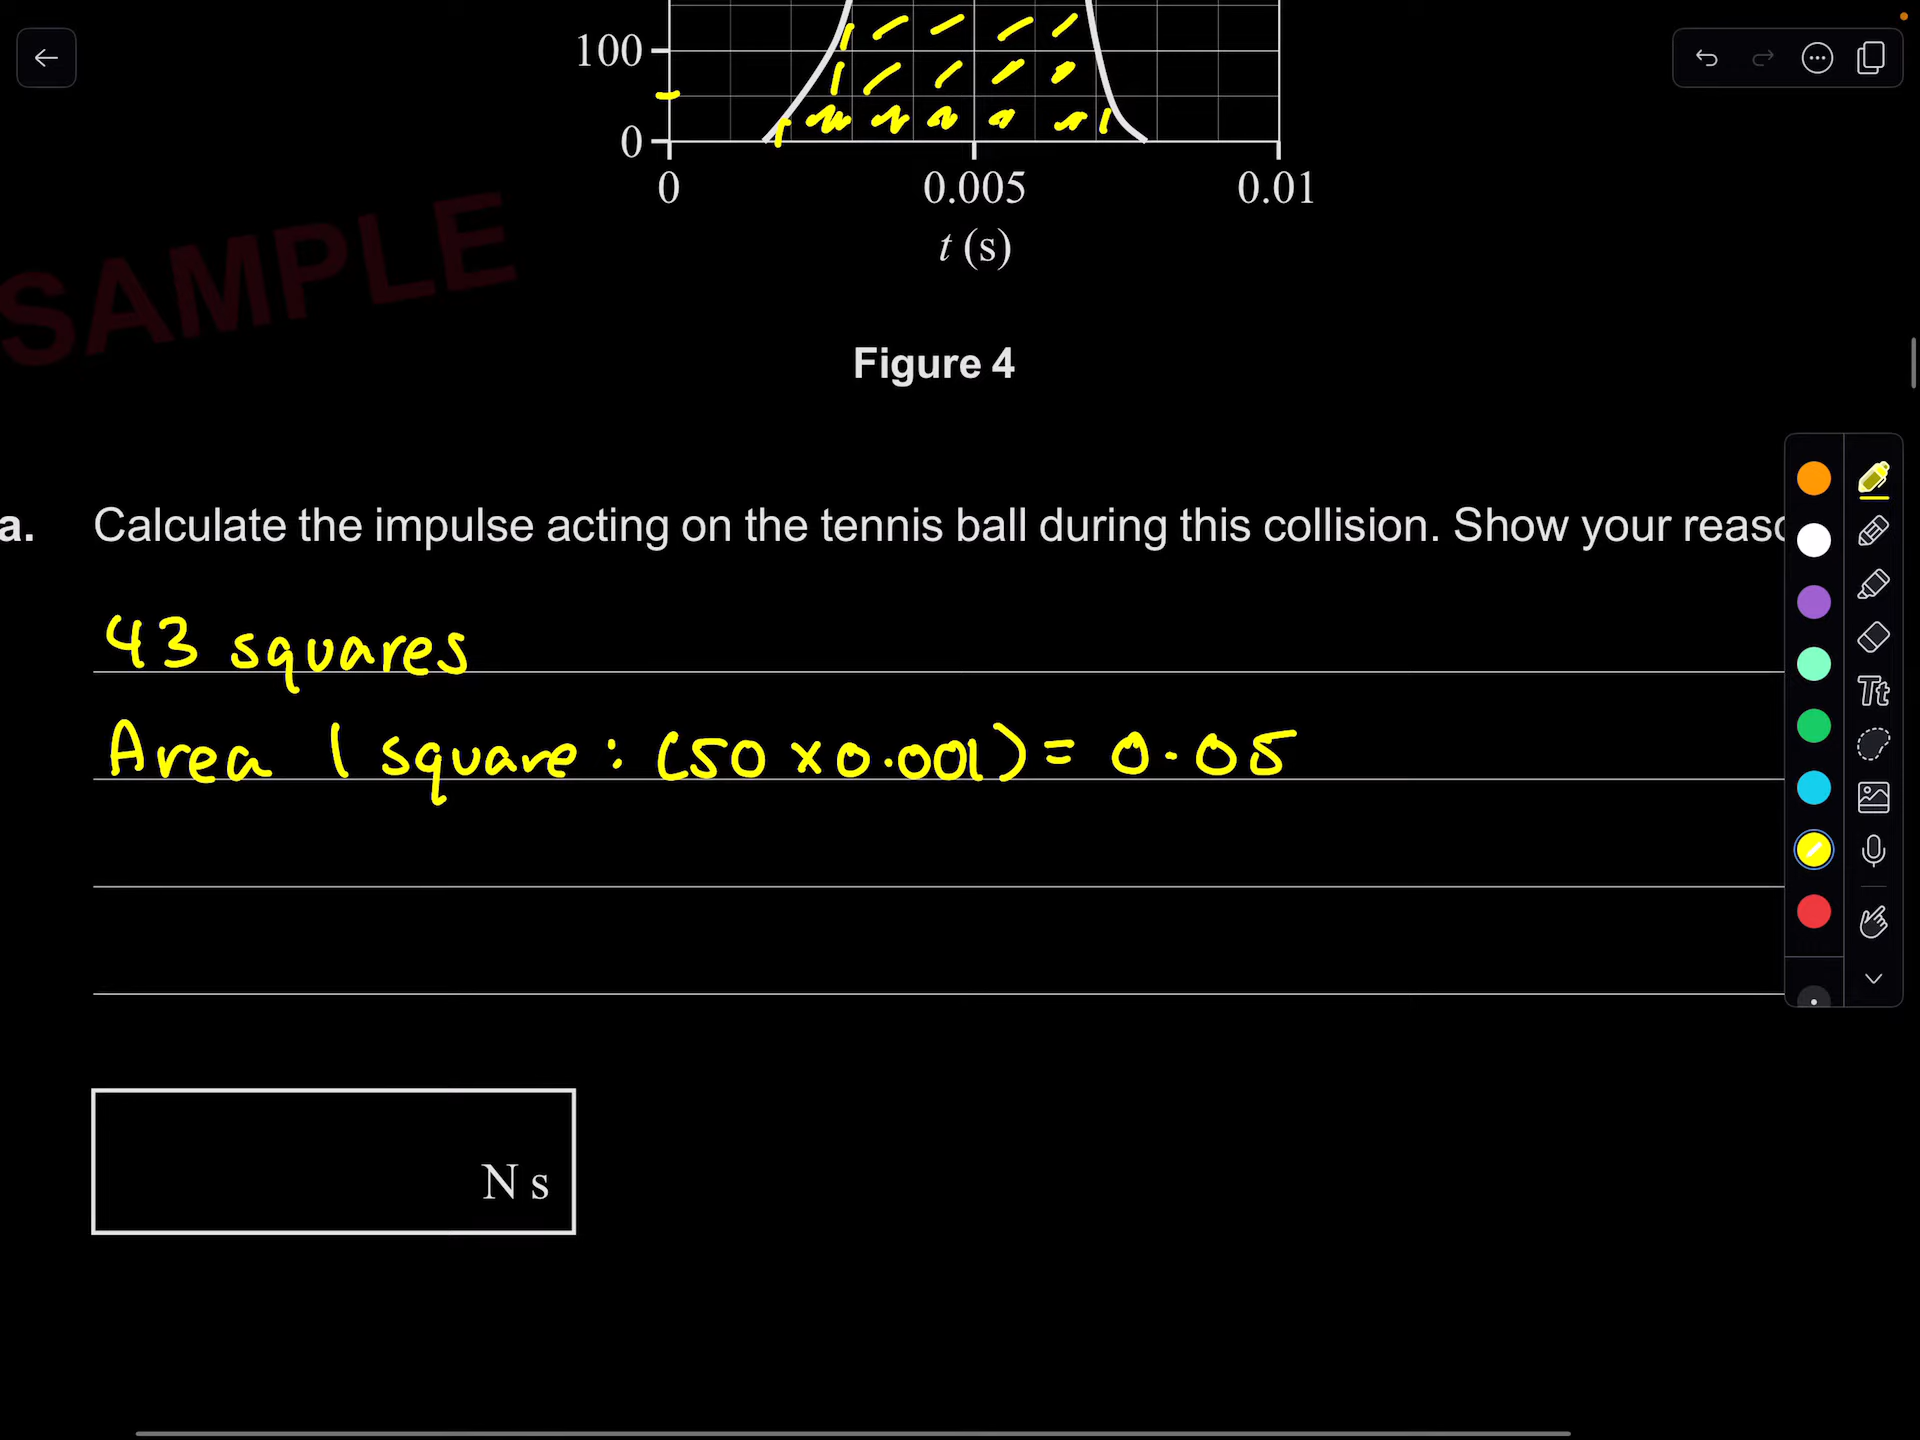 100
0
0 0.005 0.01
t (s)
SAMPLE
Figure 4
a. Calculate the impulse acting on the tennis ball during this collision. Show your
43 squares
Area 1 square : (50 × 0.001) = 0.05
N s
Tt